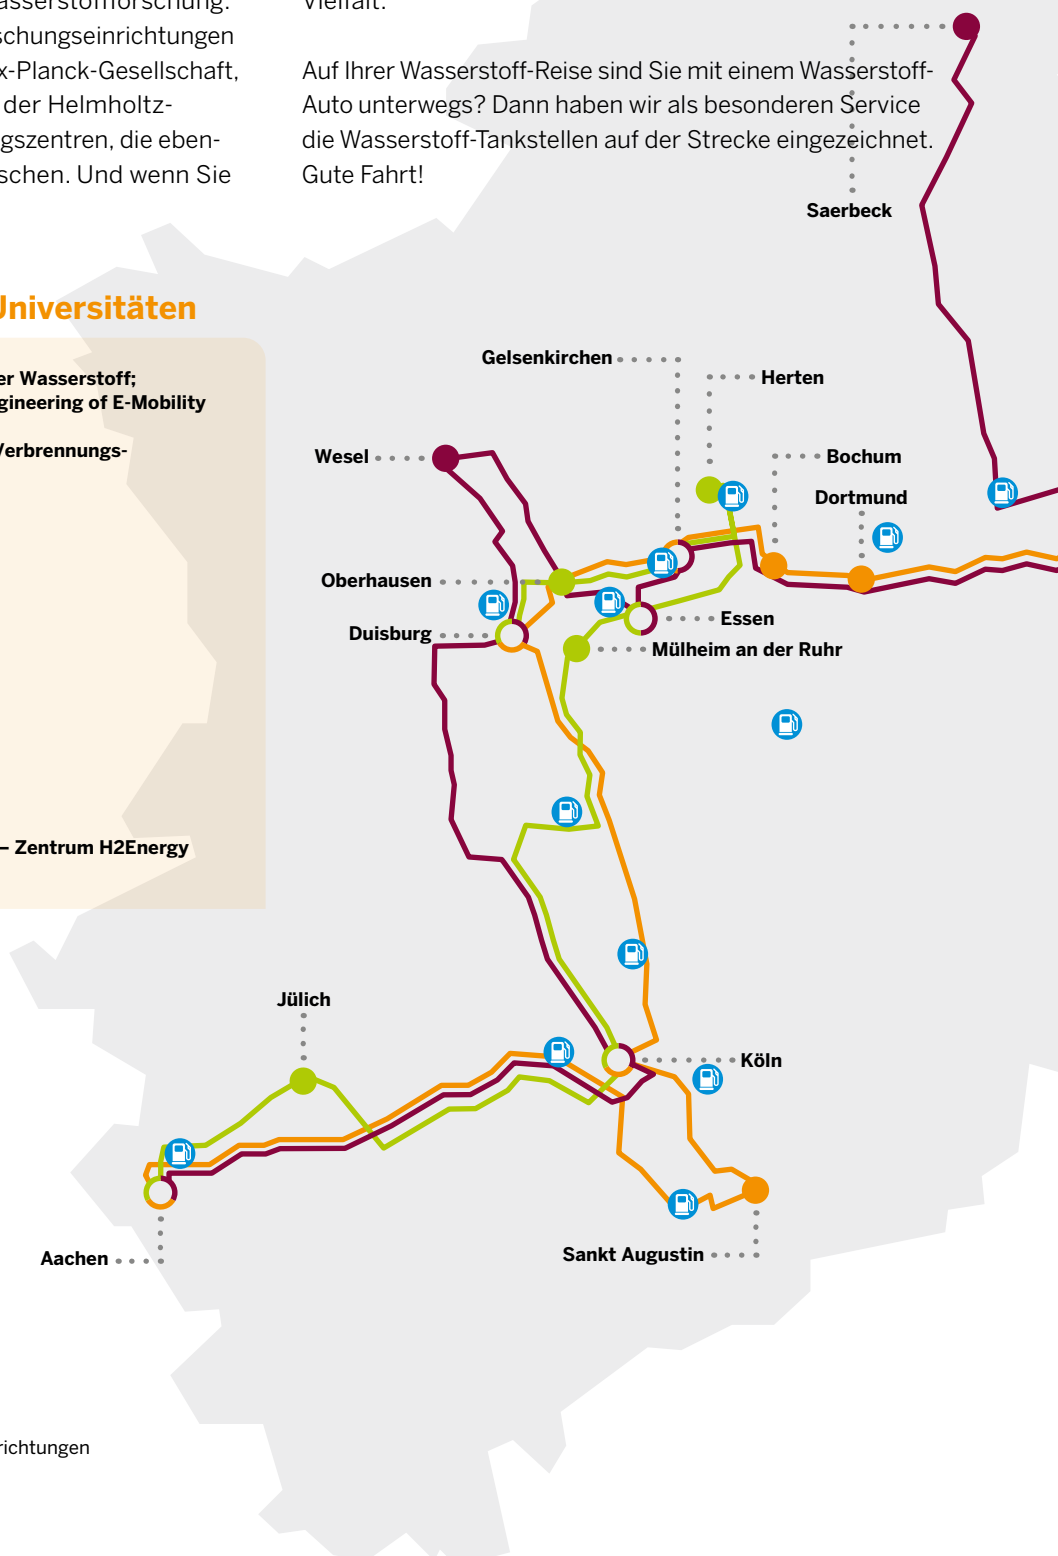 asserstoffforschung.
schungseinrichtungen
x-Planck-Gesellschaft,
der Helmholtz-
gszentren, die eben-
schen. Und wenn Sie
Vielfalt.
Auf Ihrer Wasserstoff-Reise sind Sie mit einem Wasserstoff-
Auto unterwegs? Dann haben wir als besonderen Service
die Wasserstoff-Tankstellen auf der Strecke eingezeichnet.
Gute Fahrt!
Universitäten
er Wasserstoff;
gineering of E-Mobility
Verbrennungs-
– Zentrum H2Energy
Saerbeck
Gelsenkirchen
Herten
Wesel
Bochum
Dortmund
Oberhausen
Essen
Duisburg
Mülheim an der Ruhr
Jülich
Köln
Aachen
Sankt Augustin
richtungen